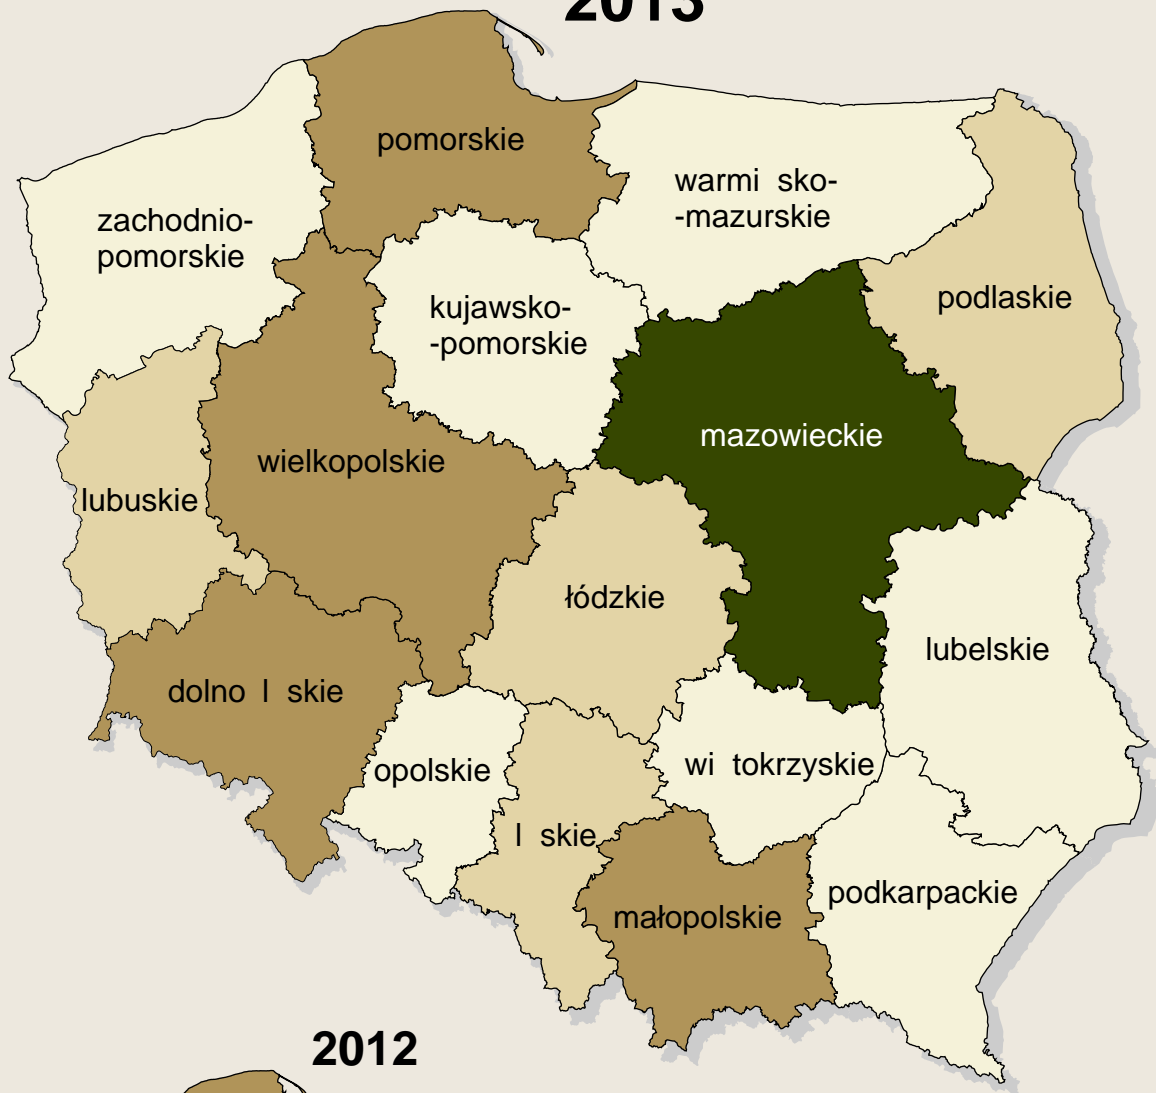 2013
pomorskie
warmi sko-
-mazurskie
zachodnio-
pomorskie
podlaskie
kujawsko-
-pomorskie
mazowieckie
wielkopolskie
lubuskie
łódzkie
lubelskie
dolno l skie
opolskie
wi tokrzyskie
l skie
podkarpackie
małopolskie
2012